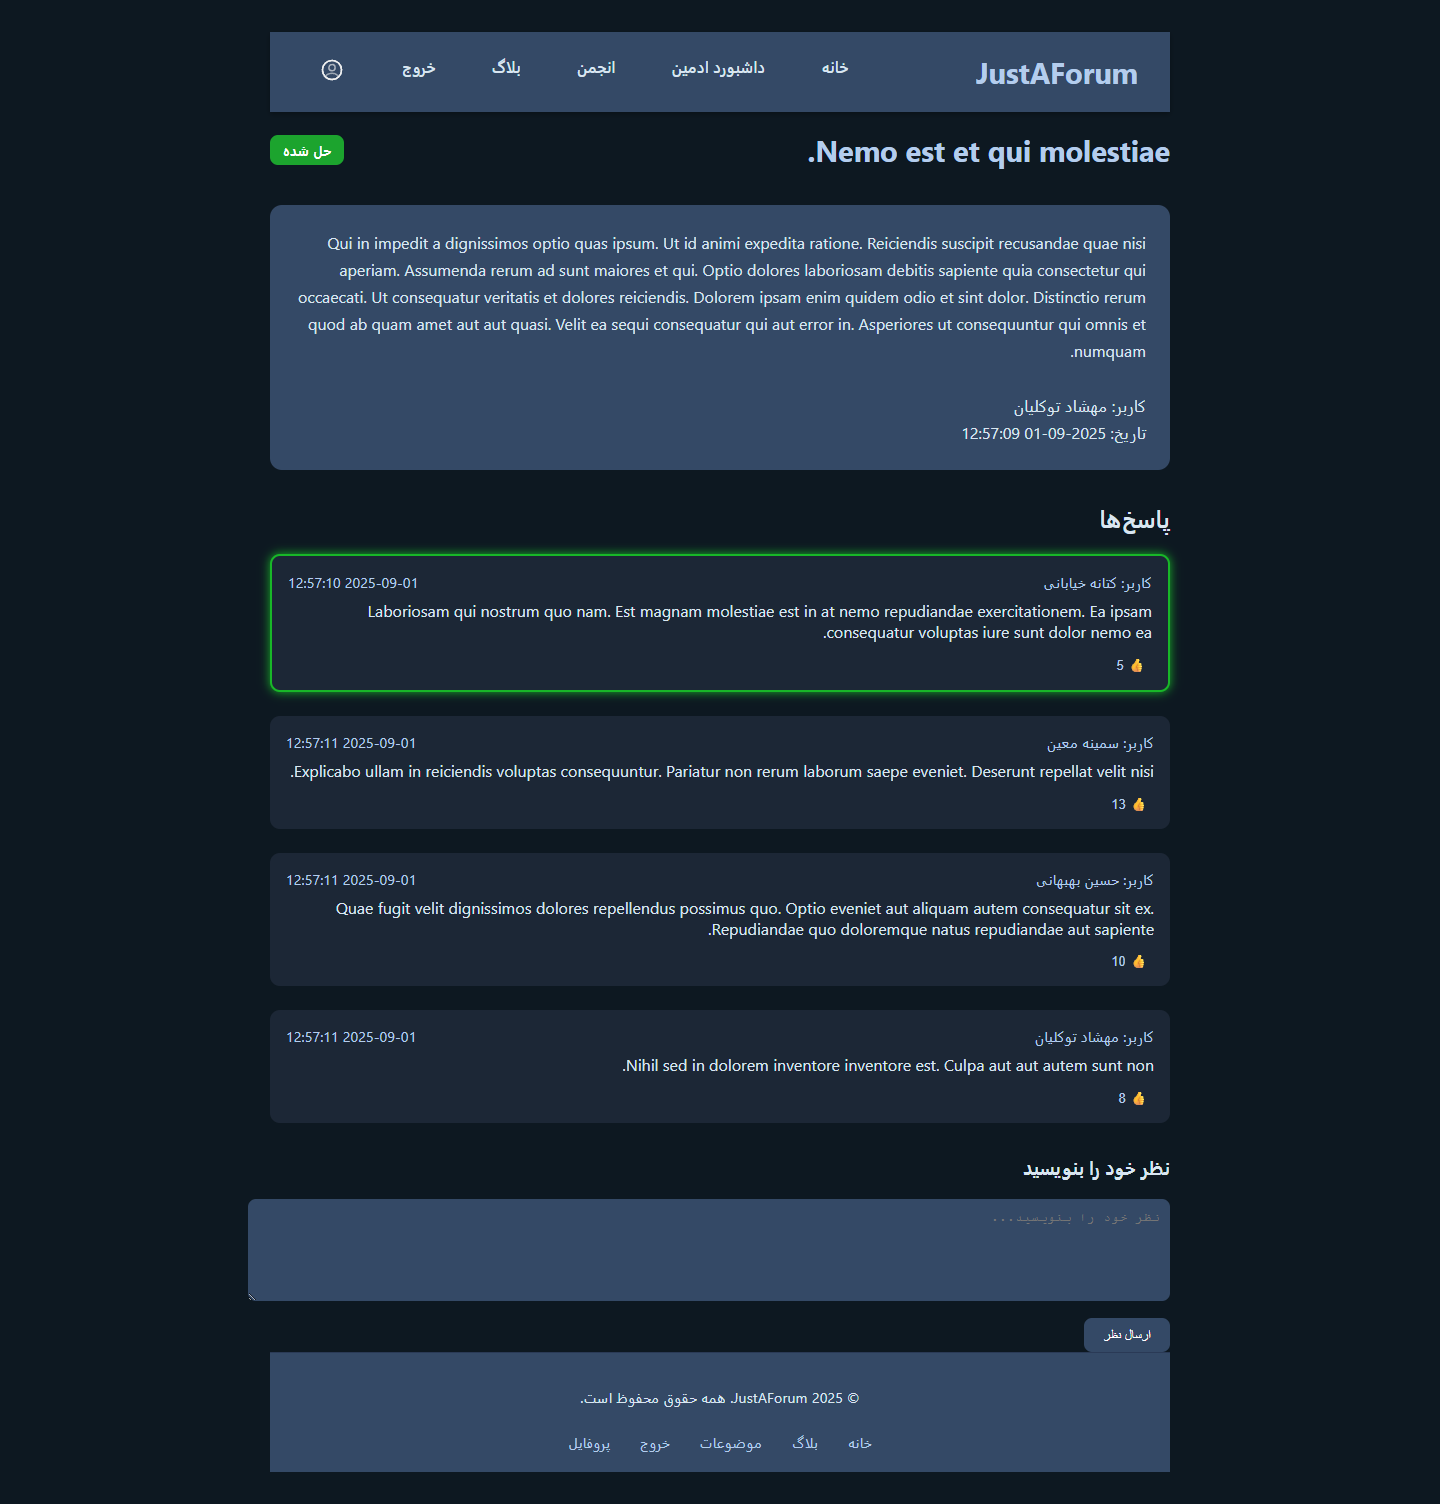 JustAForum
خانه
داشبورد ادمین
انجمن
بلاگ
خروج
.Nemo est et qui molestiae
حل شده
Qui in impedit a dignissimos optio quas ipsum. Ut id animi expedita ratione. Reiciendis suscipit recusandae quae nisi
aperiam. Assumenda rerum ad sunt maiores et qui. Optio dolores laboriosam debitis sapiente quia consectetur qui
occaecati. Ut consequatur veritatis et dolores reiciendis. Dolorem ipsam enim quidem odio et sint dolor. Distinctio rerum
quod ab quam amet aut aut quasi. Velit ea sequi consequatur qui aut error in. Asperiores ut consequuntur qui omnis et
.numquam
کاربر: مهشاد توکلیان
تاریخ: 2025-09-01 12:57:09
پاسخ‌ها
کاربر: کتانه خیابانی
2025-09-01 12:57:10
Laboriosam qui nostrum quo nam. Est magnam molestiae est in at nemo repudiandae exercitationem. Ea ipsam
.consequatur voluptas iure sunt dolor nemo ea
👍 5
کاربر: سمینه معین
2025-09-01 12:57:11
.Explicabo ullam in reiciendis voluptas consequuntur. Pariatur non rerum laborum saepe eveniet. Deserunt repellat velit nisi
👍 13
کاربر: حسین بهبهانی
2025-09-01 12:57:11
Quae fugit velit dignissimos dolores repellendus possimus quo. Optio eveniet aut aliquam autem consequatur sit ex.
.Repudiandae quo doloremque natus repudiandae aut sapiente
👍 10
کاربر: مهشاد توکلیان
2025-09-01 12:57:11
.Nihil sed in dolorem inventore inventore est. Culpa aut aut autem sunt non
👍 8
نظر خود را بنویسید
نظر خود را بنویسید...
ارسال نظر
© 2025 JustAForum. همه حقوق محفوظ است.
خانه
بلاگ
موضوعات
خروج
پروفایل